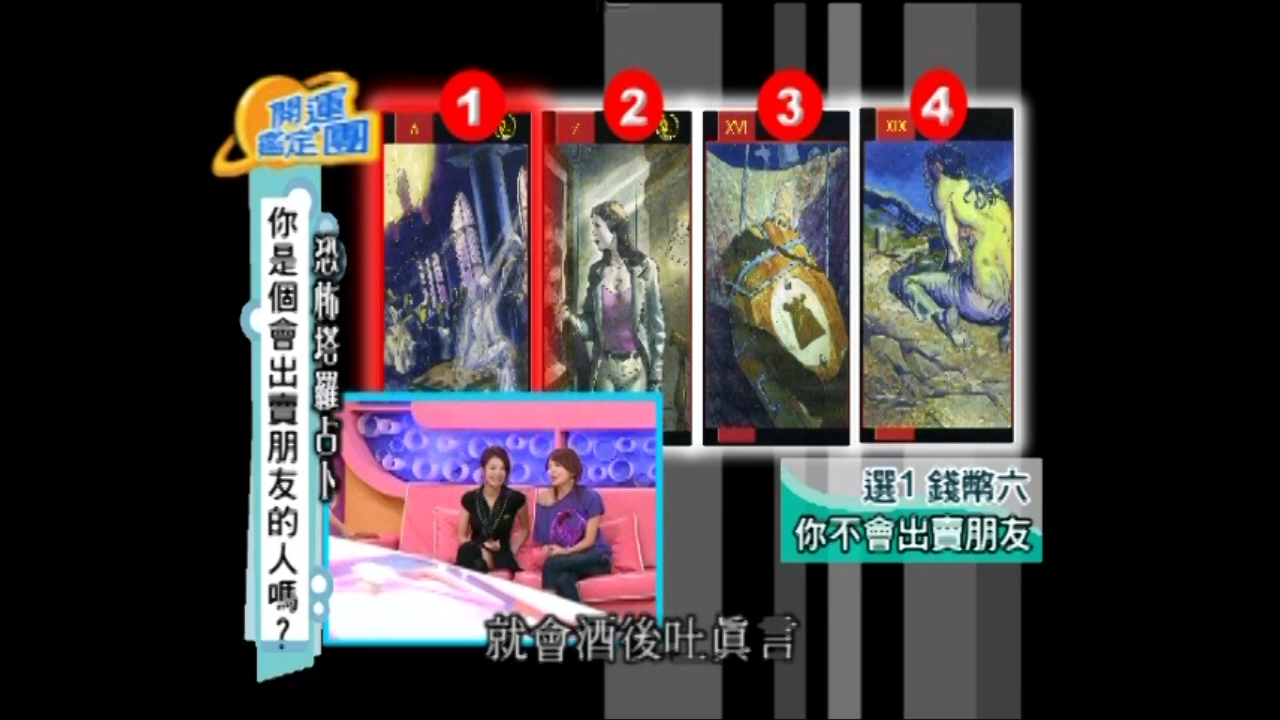 開運
鑑定團
你是個會出賣朋友的人嗎?
恐怖塔羅占卜
1
2
3
4
XVI
XIX
選1 錢幣六
你不會出賣朋友
就會酒後吐真言